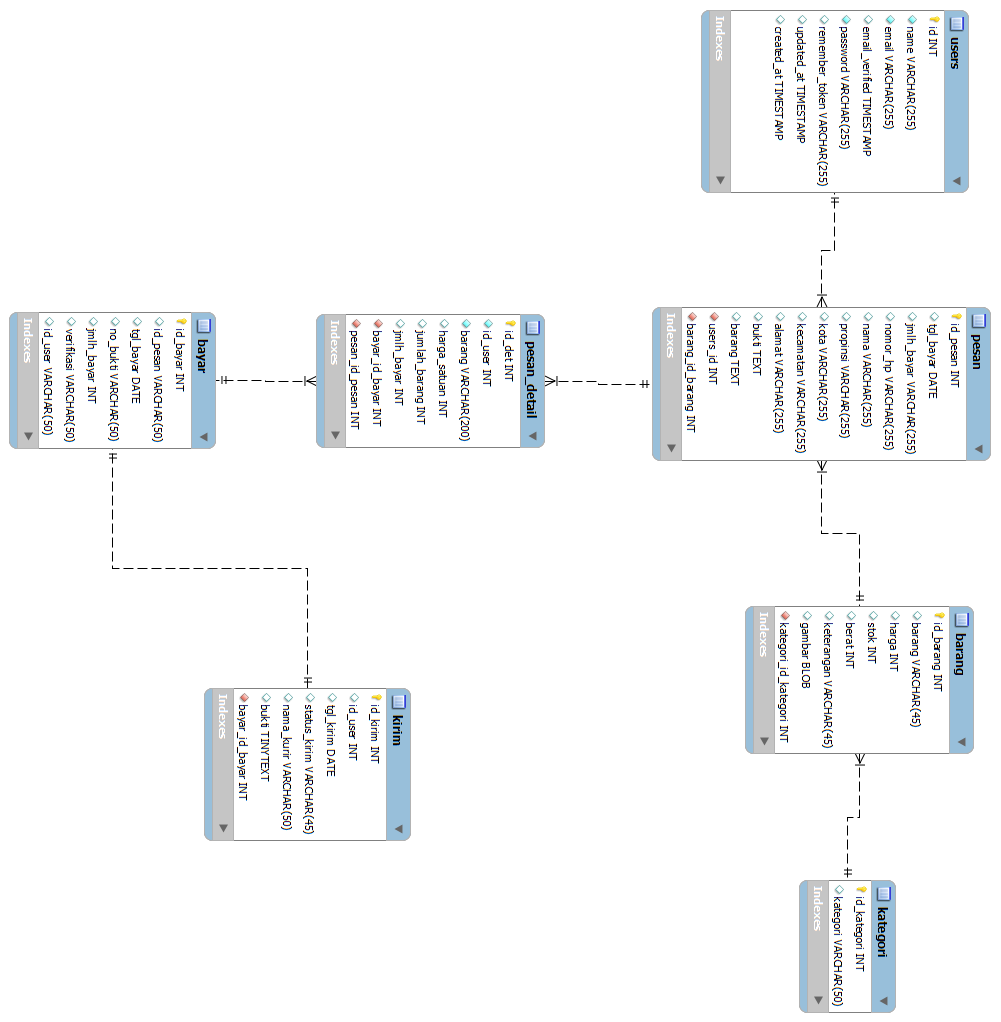 users
id INT
name VARCHAR(255)
email VARCHAR(255)
email_verified TIMESTAMP
password VARCHAR(255)
remember_token VARCHAR(255)
updated_at TIMESTAMP
created_at TIMESTAMP
Indexes
pesan
id_pesan INT
tgl_bayar DATE
jmlh_bayar VARCHAR(255)
nomor_hp VARCHAR(255)
nama VARCHAR(255)
propinsi VARCHAR(255)
kota VARCHAR(255)
kecamatan VARCHAR(255)
alamat VARCHAR(255)
bukti TEXT
barang TEXT
users_id INT
barang_id_barang INT
Indexes
barang
id_barang INT
barang VARCHAR(45)
harga INT
stok INT
berat INT
keterangan VARCHAR(45)
gambar BLOB
kategori_id_kategori INT
Indexes
kategori
id_kategori INT
kategori VARCHAR(50)
Indexes
pesan_detail
id_det INT
id_user INT
barang VARCHAR(200)
harga_satuan INT
jumlah_barang INT
jmlh_bayar INT
bayar_id_bayar INT
pesan_id_pesan INT
Indexes
bayar
id_bayar INT
id_pesan VARCHAR(50)
tgl_bayar DATE
no_bukti VARCHAR(50)
jmlh_bayar INT
verifikasi VARCHAR(50)
id_user VARCHAR(50)
Indexes
kirim
id_kirim INT
id_user INT
tgl_kirim DATE
status_kirim VARCHAR(45)
nama_kurir VARCHAR(50)
bukti TINYTEXT
bayar_id_bayar INT
Indexes